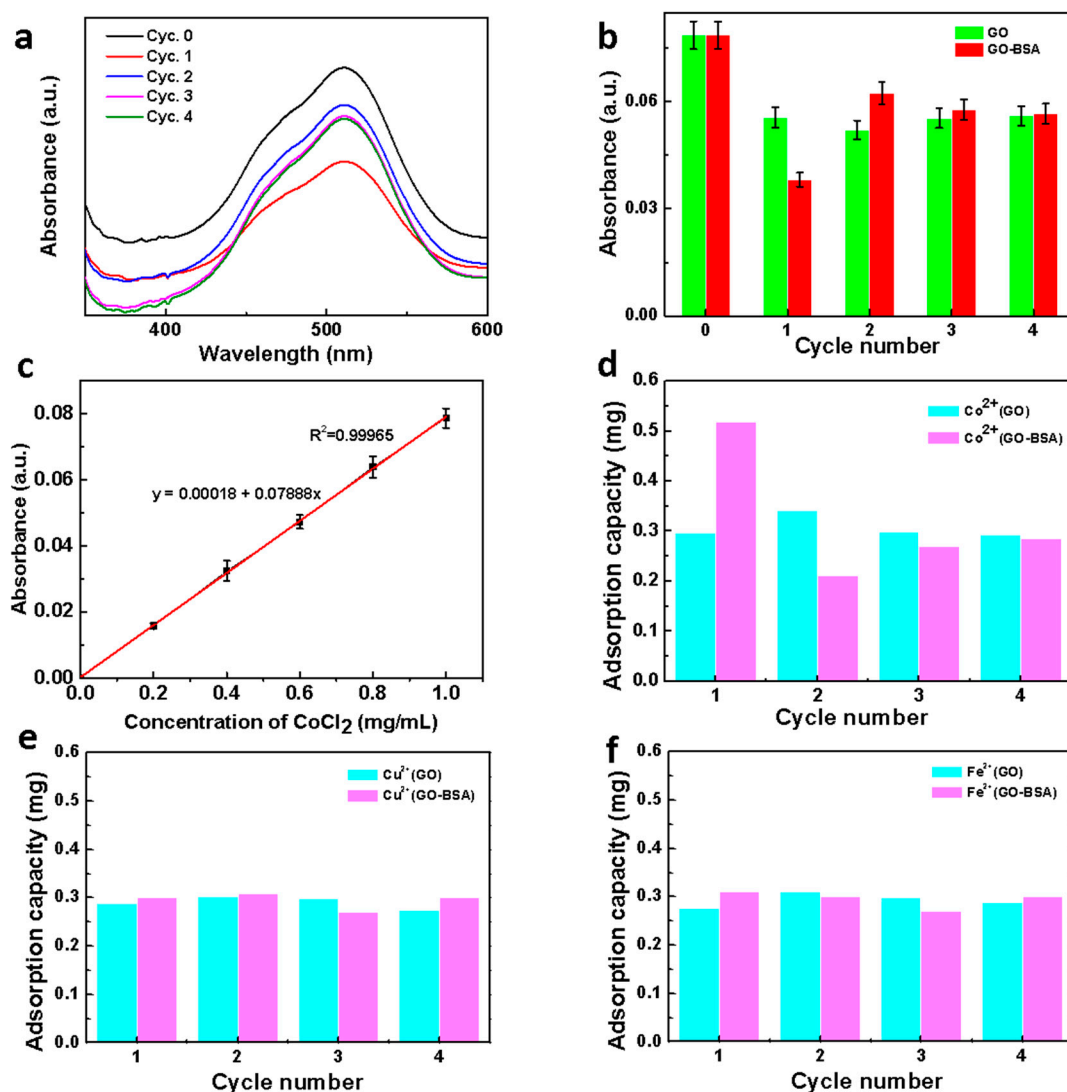 a
Cyc. 0
Cyc. 1
Cyc. 2
Cyc. 3
Cyc. 4
Absorbance (a.u.)
400
500
600
Wavelength (nm)
b
GO
GO-BSA
Absorbance (a.u.)
0.06
0.03
0.00
0
1
2
3
4
Cycle number
c
R²=0.99965
y = 0.00018 + 0.07888x
Absorbance (a.u.)
0.08
0.06
0.04
0.02
0.00
0.0
0.2
0.4
0.6
0.8
1.0
Concentration of CoCl₂ (mg/mL)
d
Co²⁺(GO)
Co²⁺(GO-BSA)
Adsorption capacity (mg)
0.6
0.5
0.4
0.3
0.2
0.1
0.0
1
2
3
4
Cycle number
e
Cu²⁺(GO)
Cu²⁺(GO-BSA)
Adsorption capacity (mg)
0.6
0.5
0.4
0.3
0.2
0.1
0.0
1
2
3
4
Cycle number
f
Fe²⁺(GO)
Fe²⁺(GO-BSA)
Adsorption capacity (mg)
0.6
0.5
0.4
0.3
0.2
0.1
0.0
1
2
3
4
Cycle number